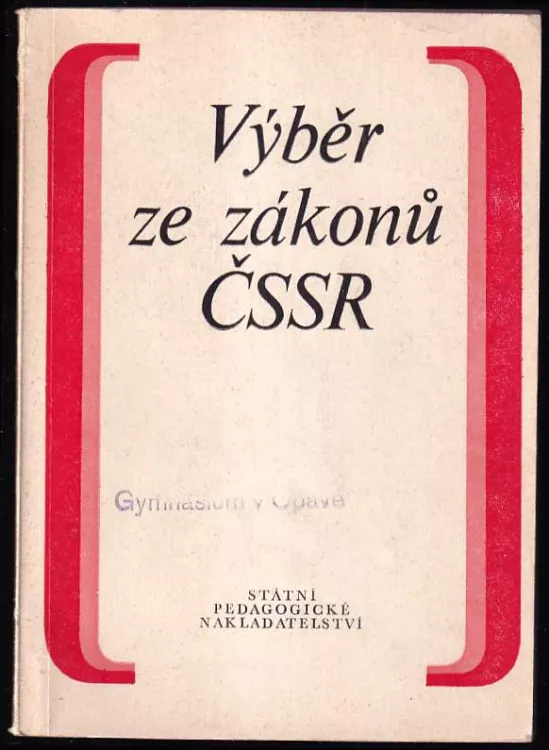 Výběr
ze zákonů
ČSSR
Gymnasium v Opavě
STÁTNÍ
PEDAGOGICKÉ
NAKLADATELSTVÍ